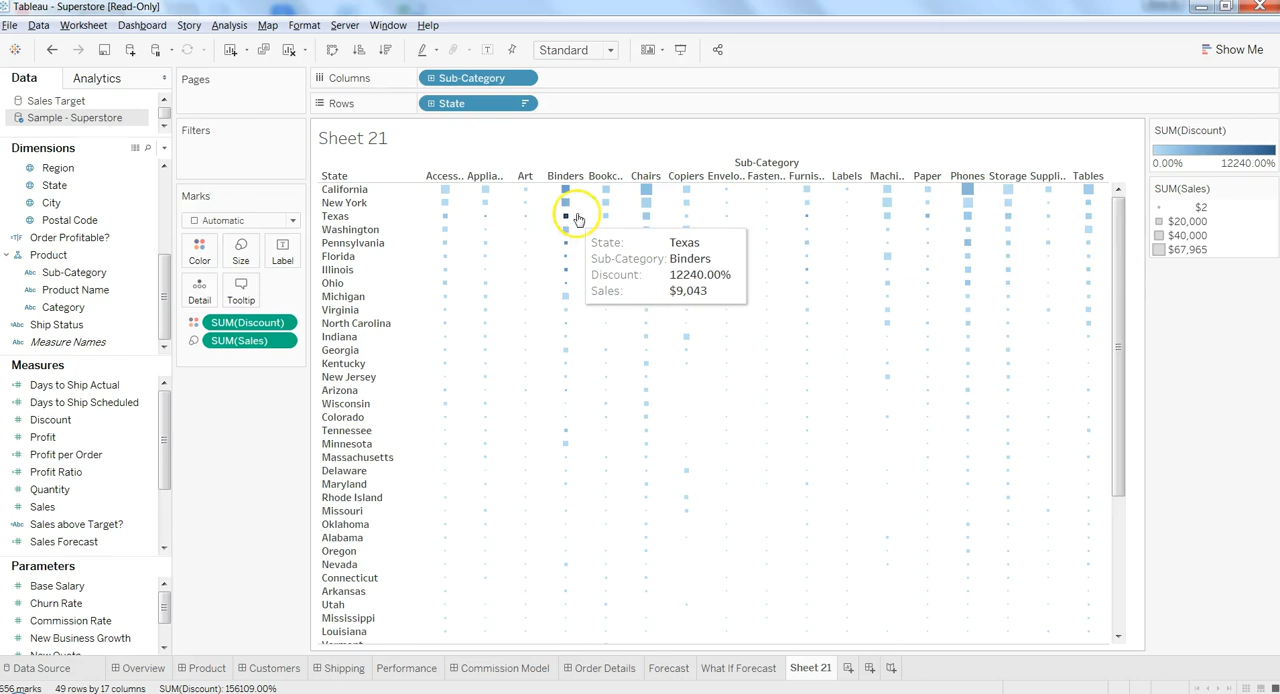 Tableau - Superstore [Read-Only]
File Data Worksheet Dashboard Story Analysis Map Format Server Window Help
Standard
Show Me
Data Analytics
Sales Target
Sample - Superstore
Dimensions
Region
State
City
Postal Code
Order Profitable?
Product
Sub-Category
Product Name
Category
Ship Status
Measure Names
Measures
Days to Ship Actual
Days to Ship Scheduled
Discount
Profit
Profit per Order
Profit Ratio
Quantity
Sales
Sales above Target?
Sales Forecast
Parameters
Base Salary
Churn Rate
Commission Rate
New Business Growth
Pages
Filters
Marks
Automatic
Color Size Label
Detail Tooltip
SUM(Discount)
SUM(Sales)
Columns Sub-Category
Rows State
Sheet 21
Sub-Category
State Access.. Applia.. Art Binders Bookc.. Chairs Copiers Envelo.. Fasten.. Furnis.. Labels Machi.. Paper Phones Storage Suppli.. Tables
California
New York
Texas
Washington
Pennsylvania
Florida
Illinois
Ohio
Michigan
Virginia
North Carolina
Indiana
Georgia
Kentucky
New Jersey
Arizona
Wisconsin
Colorado
Tennessee
Minnesota
Massachusetts
Delaware
Maryland
Rhode Island
Missouri
Oklahoma
Alabama
Oregon
Nevada
Connecticut
Arkansas
Utah
Mississippi
Louisiana
State: Texas
Sub-Category: Binders
Discount: 12240.00%
Sales: $9,043
SUM(Discount)
0.00% 12240.00%
SUM(Sales)
$2
$20,000
$40,000
$67,965
Data Source Overview Product Customers Shipping Performance Commission Model Order Details Forecast What If Forecast Sheet 21
656 marks 49 rows by 17 columns SUM(Discount): 156109.00%